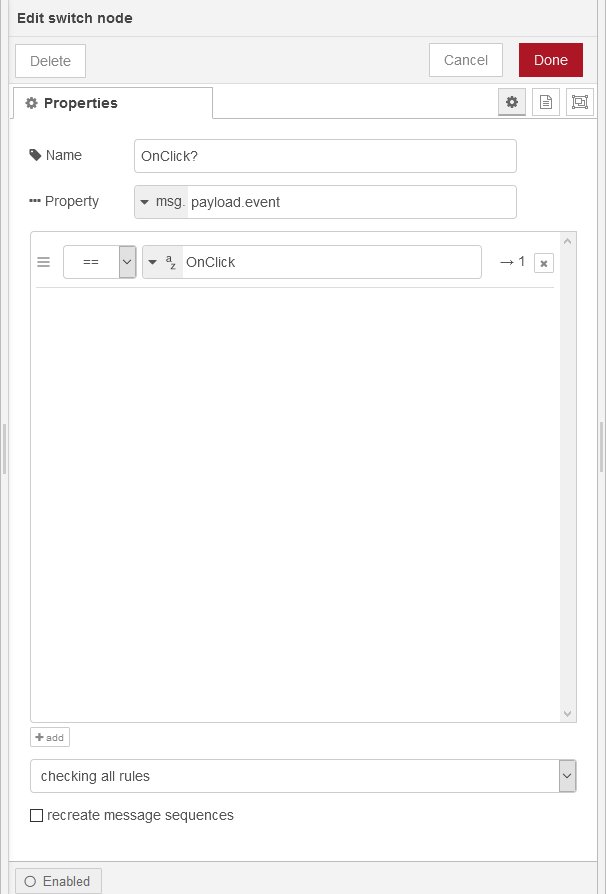 Edit switch node
Delete Cancel Done
Properties
Name OnClick?
Property msg. payload.event
== az OnClick → 1
add
checking all rules
recreate message sequences
Enabled